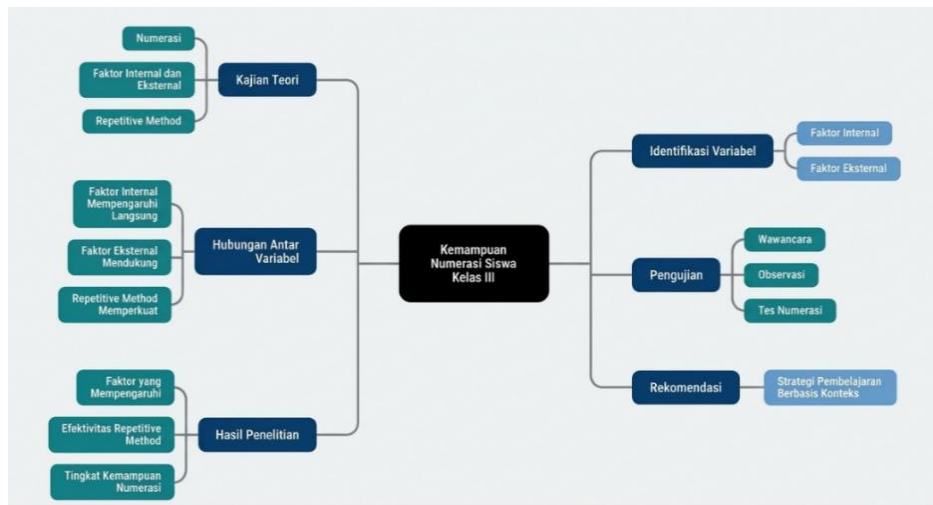 Numerasi
Faktor Internal dan
Eksternal
Repetitive Method
Kajian Teori
Faktor Internal
Mempengaruhi
Langsung
Faktor Eksternal
Mendukung
Repetitive Method
Memperkuat
Hubungan Antar
Variabel
Faktor yang
Mempengaruhi
Efektivitas Repetitive
Method
Tingkat Kemampuan
Numerasi
Hasil Penelitian
Kemampuan
Numerasi Siswa
Kelas III
Identifikasi Variabel
Faktor Internal
Faktor Eksternal
Pengujian
Wawancara
Observasi
Tes Numerasi
Rekomendasi
Strategi Pembelajaran
Berbasis Konteks